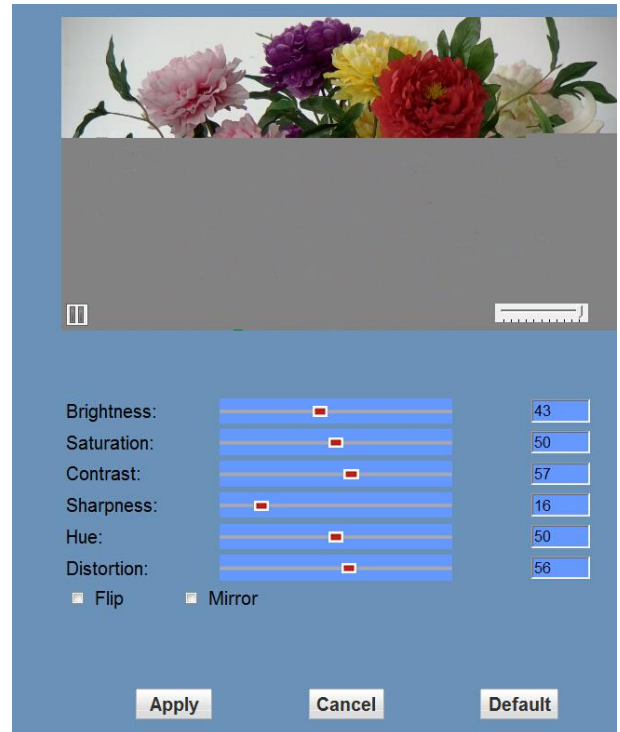 Brightness: 43
Saturation: 50
Contrast: 57
Sharpness: 16
Hue: 50
Distortion: 56
Flip Mirror
Apply Cancel Default